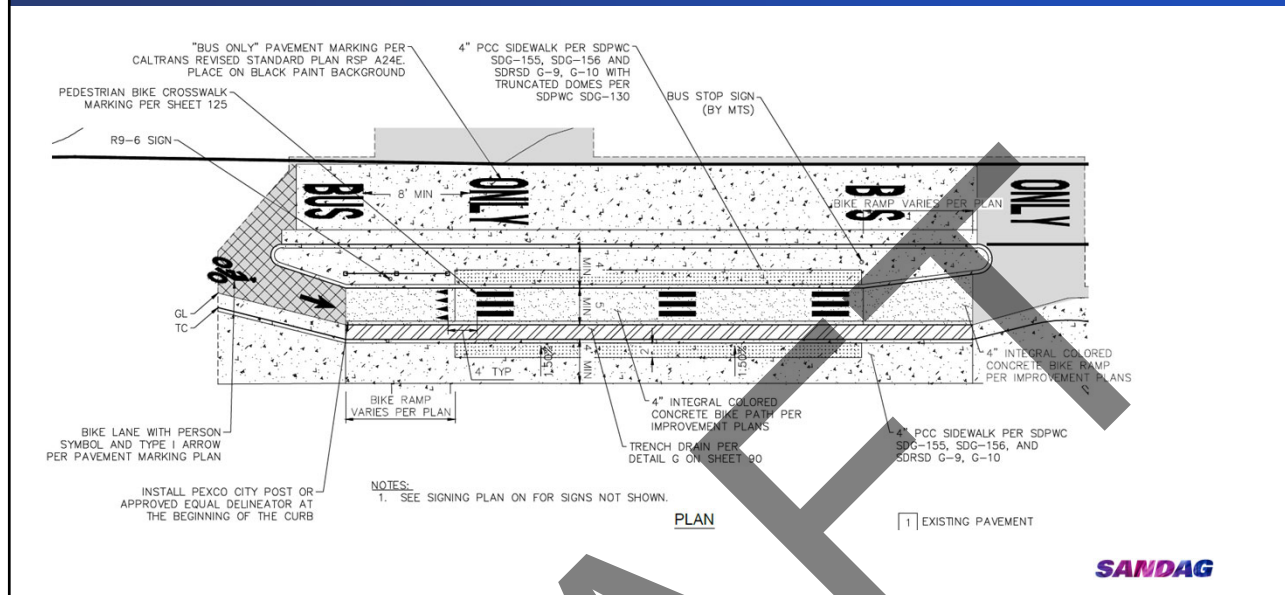 "BUS ONLY" PAVEMENT MARKING PER
CALTRANS REVISED STANDARD PLAN RSP A24E.
PLACE ON BLACK PAINT BACKGROUND
4" PCC SIDEWALK PER SDPWC
SDG-155, SDG-156 AND
SDRSD G-9, G-10 WITH
TRUNCATED DOMES PER
SDPWC SDG-130
PEDESTRIAN BIKE CROSSWALK
MARKING PER SHEET 125
BUS STOP SIGN
(BY MTS)
R9-6 SIGN
BUS
8' MIN
ONLY
BUS
BIKE RAMP VARIES PER PLAN
ONLY
4' MIN
5' MIN
GL
TC
4' TYP
1.50%
4' MIN
2'
1.50%
BIKE RAMP
VARIES PER PLAN
4" INTEGRAL COLORED
CONCRETE BIKE RAMP
PER IMPROVEMENT PLANS
4" INTEGRAL COLORED
CONCRETE BIKE PATH PER
IMPROVEMENT PLANS
BIKE LANE WITH PERSON
SYMBOL AND TYPE I ARROW
PER PAVEMENT MARKING PLAN
TRENCH DRAIN PER
DETAIL G ON SHEET 90
4" PCC SIDEWALK PER SDPWC
SDG-155, SDG-156, AND
SDRSD G-9, G-10
INSTALL PEXCO CITY POST OR
APPROVED EQUAL DELINEATOR AT
THE BEGINNING OF THE CURB
NOTES:
1. SEE SIGNING PLAN ON FOR SIGNS NOT SHOWN.
PLAN
1 EXISTING PAVEMENT
SANDAG